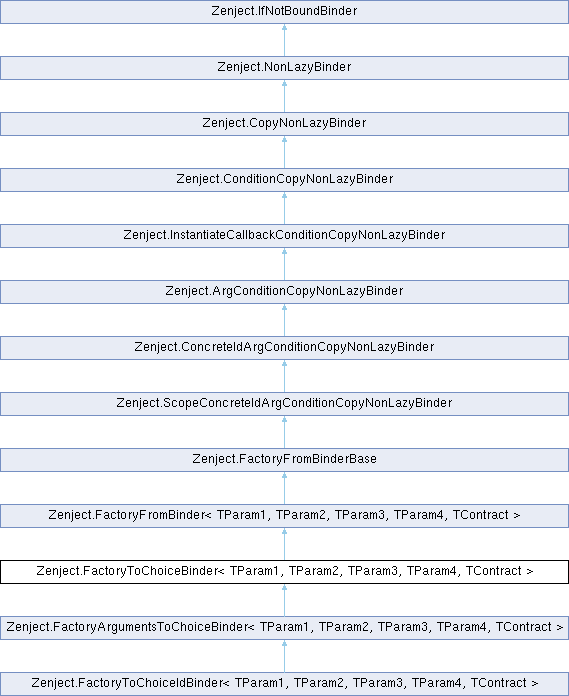 Zenject.IfNotBoundBinder
Zenject.NonLazyBinder
Zenject.CopyNonLazyBinder
Zenject.ConditionCopyNonLazyBinder
Zenject.InstantiateCallbackConditionCopyNonLazyBinder
Zenject.ArgConditionCopyNonLazyBinder
Zenject.ConcreteIdArgConditionCopyNonLazyBinder
Zenject.ScopeConcreteIdArgConditionCopyNonLazyBinder
Zenject.FactoryFromBinderBase
Zenject.FactoryFromBinder< TParam1, TParam2, TParam3, TParam4, TContract >
Zenject.FactoryToChoiceBinder< TParam1, TParam2, TParam3, TParam4, TContract >
Zenject.FactoryArgumentsToChoiceBinder< TParam1, TParam2, TParam3, TParam4, TContract >
Zenject.FactoryToChoiceIdBinder< TParam1, TParam2, TParam3, TParam4, TContract >